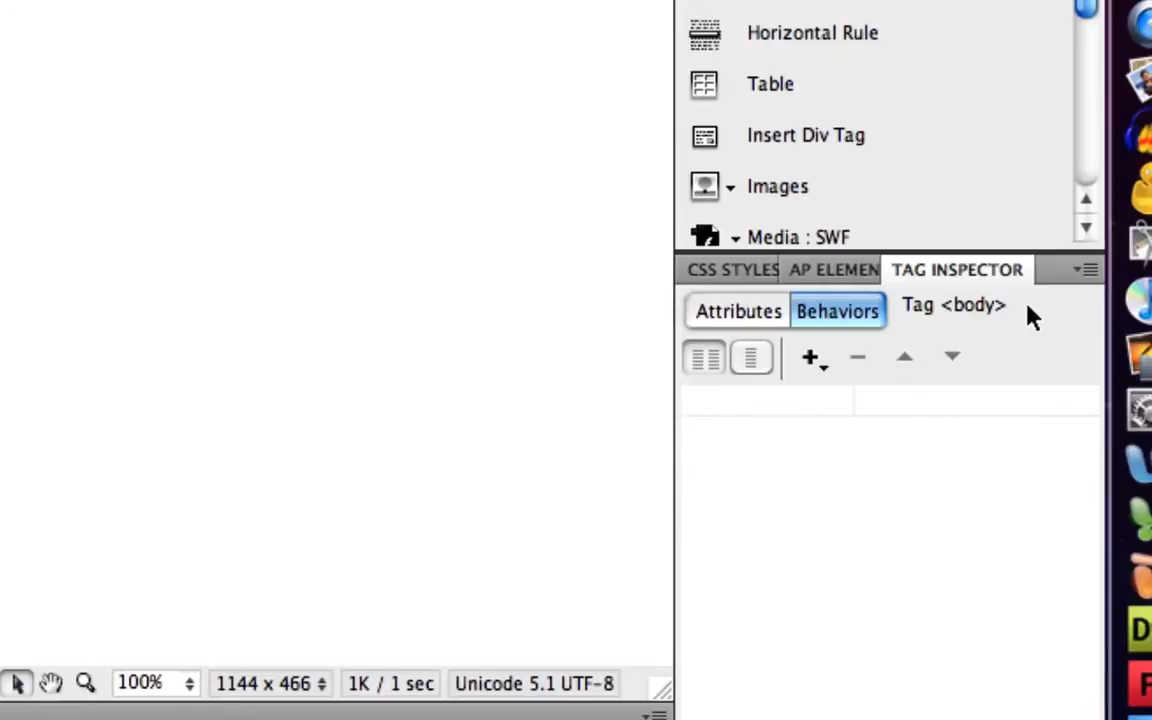 Horizontal Rule
Table
Insert Div Tag
Images
Media : SWF
CSS STYLES AP ELEMEN TAG INSPECTOR
Attributes Behaviors Tag <body>
100% 1144 x 466 1K / 1 sec Unicode 5.1 UTF-8
D
F